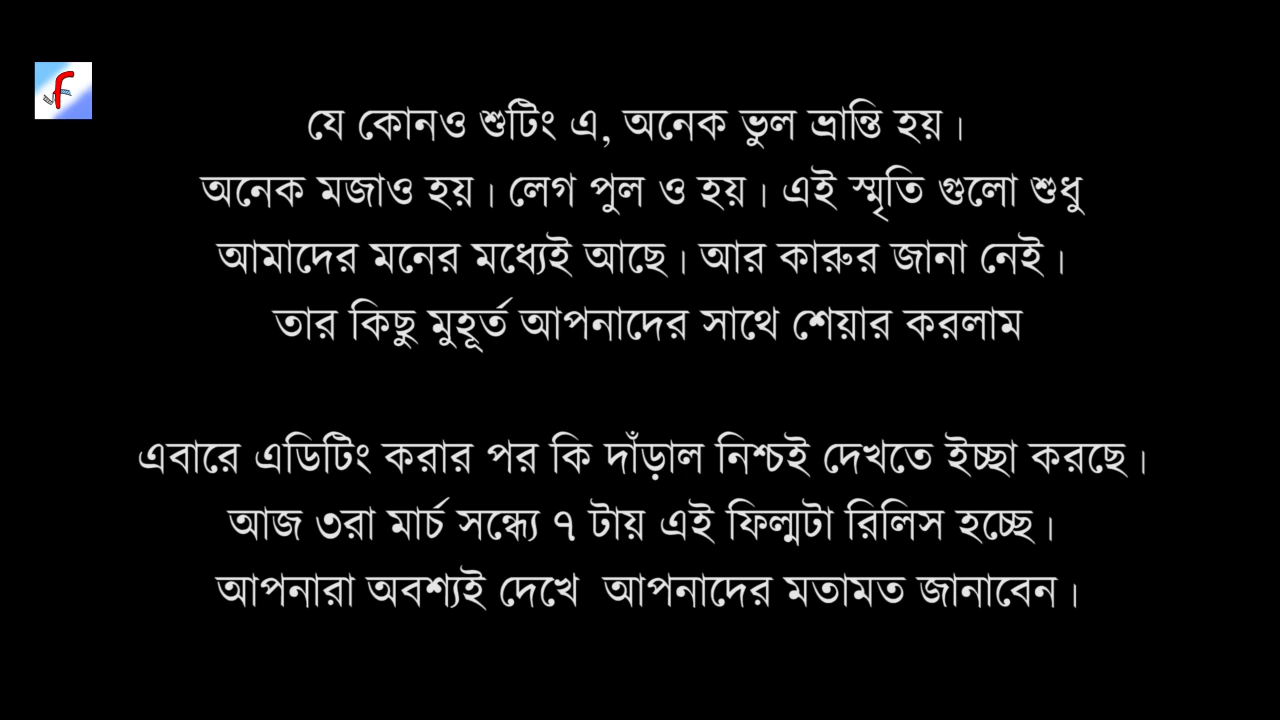 যে কোনও শুটিং এ, অনেক ভুল ভ্রান্তি হয়।
অনেক মজাও হয়। লেগ পুল ও হয়। এই স্মৃতি গুলো শুধু
আমাদের মনের মধ্যেই আছে। আর কারুর জানা নেই।
তার কিছু মুহূর্ত আপনাদের সাথে শেয়ার করলাম
এবারে এডিটিং করার পর কি দাঁড়াল নিশ্চই দেখতে ইচ্ছা করছে।
আজ ৩রা মার্চ সন্ধ্যে ৭ টায় এই ফিল্মটা রিলিস হচ্ছে।
আপনারা অবশ্যই দেখে আপনাদের মতামত জানাবেন।